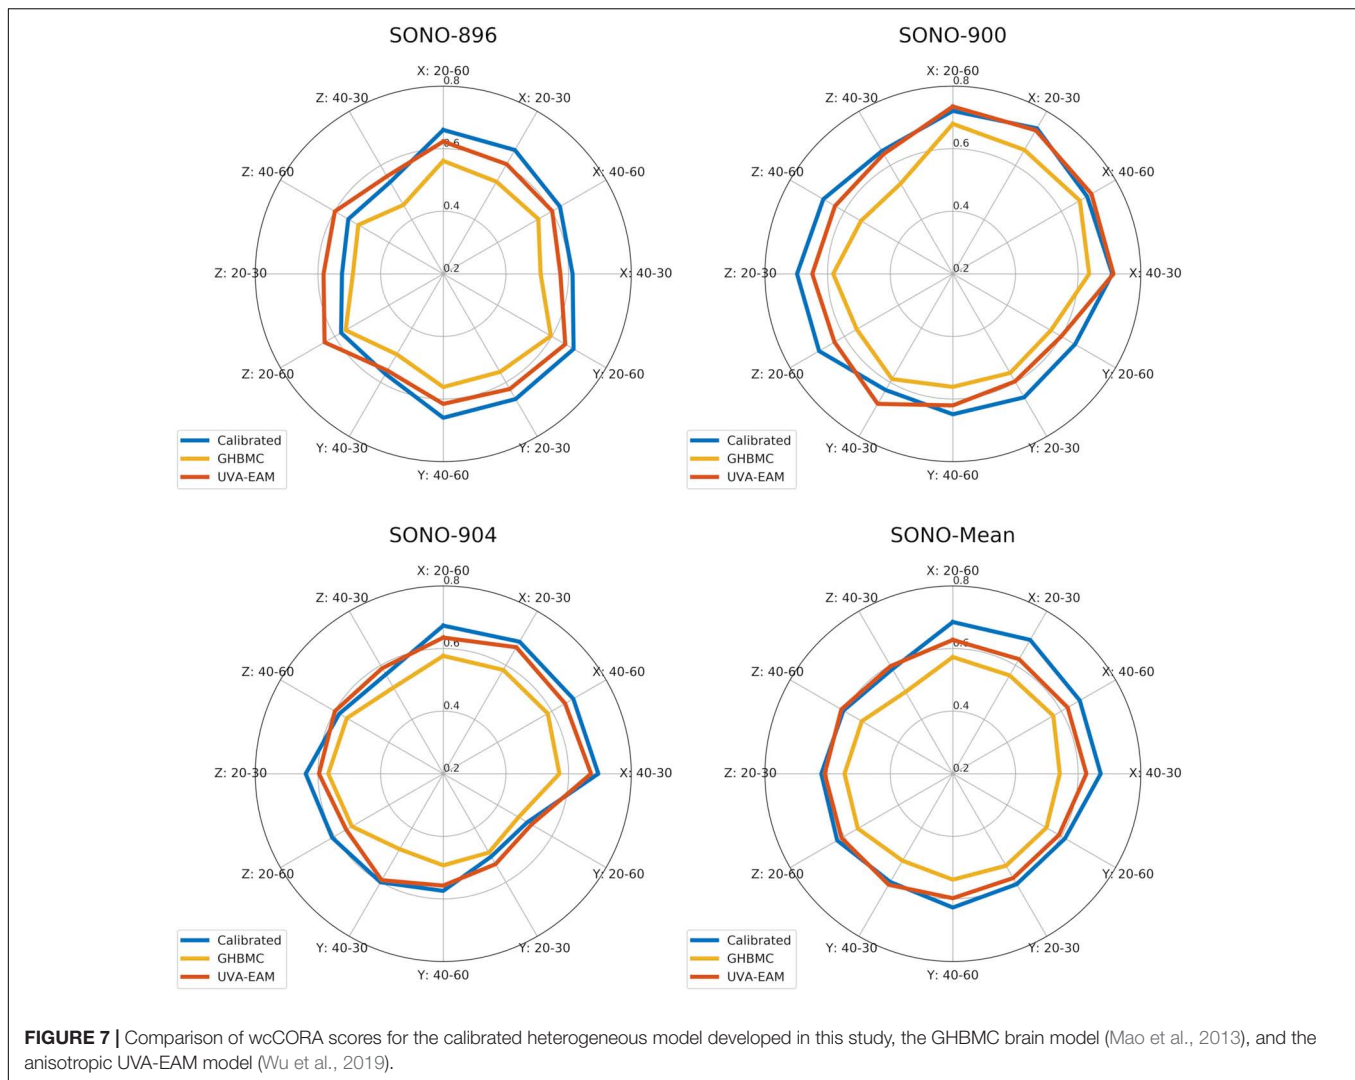 SONO-896
X: 20-60
0.8
Z: 40-30
X: 20-30
0.6
Z: 40-60
X: 40-60
0.4
Z: 20-30
0.2
X: 40-30
Z: 20-60
Y: 20-60
Y: 40-30
Y: 20-30
Y: 40-60
Calibrated
GHBMC
UVA-EAM
SONO-900
X: 20-60
0.8
Z: 40-30
X: 20-30
0.6
Z: 40-60
X: 40-60
0.4
Z: 20-30
0.2
X: 40-30
Z: 20-60
Y: 20-60
Y: 40-30
Y: 20-30
Y: 40-60
Calibrated
GHBMC
UVA-EAM
SONO-904
X: 20-60
0.8
Z: 40-30
X: 20-30
0.6
Z: 40-60
X: 40-60
0.4
Z: 20-30
0.2
X: 40-30
Z: 20-60
Y: 20-60
Y: 40-30
Y: 20-30
Y: 40-60
Calibrated
GHBMC
UVA-EAM
SONO-Mean
X: 20-60
0.8
Z: 40-30
X: 20-30
0.6
Z: 40-60
X: 40-60
0.4
Z: 20-30
0.2
X: 40-30
Z: 20-60
Y: 20-60
Y: 40-30
Y: 20-30
Y: 40-60
Calibrated
GHBMC
UVA-EAM
FIGURE 7 | Comparison of wcCORA scores for the calibrated heterogeneous model developed in this study, the GHBMC brain model (Mao et al., 2013), and the
anisotropic UVA-EAM model (Wu et al., 2019).